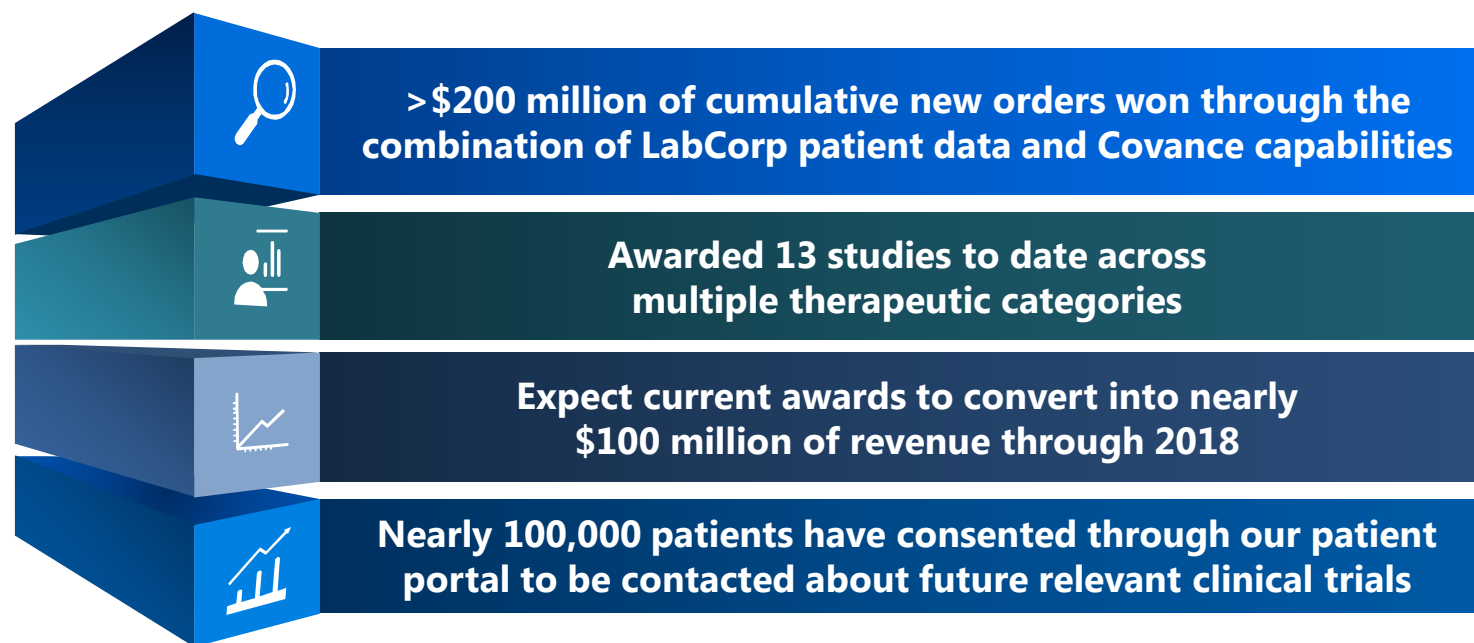 >$200 million of cumulative new orders won through the
combination of LabCorp patient data and Covance capabilities
Awarded 13 studies to date across
multiple therapeutic categories
Expect current awards to convert into nearly
$100 million of revenue through 2018
Nearly 100,000 patients have consented through our patient
portal to be contacted about future relevant clinical trials